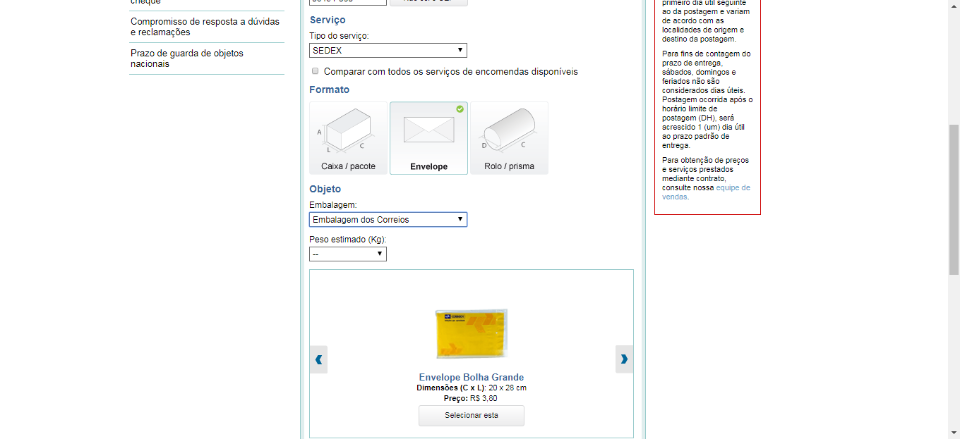 cheque
Compromisso de resposta a dúvidas
e reclamações
Prazo de guarda de objetos
nacionais
Serviço
Tipo do serviço:
SEDEX
Comparar com todos os serviços de encomendas disponíveis
Formato
A
L
C
Caixa / pacote
Envelope
D
C
Rolo / prisma
Objeto
Embalagem:
Embalagem dos Correios
Peso estimado (Kg):
--
Envelope Bolha Grande
Dimensões (C x L): 20 x 28 cm
Preço: R$ 3,80
Selecionar esta
primeiro dia útil seguinte
ao da postagem e variam
de acordo com as
localidades de origem e
destino da postagem.
Para fins de contagem do
prazo de entrega,
sábados, domingos e
feriados não são
considerados dias úteis.
Postagem ocorrida após o
horário limite de
postagem (DH), será
acrescido 1 (um) dia útil
ao prazo padrão de
entrega.
Para obtenção de preços
e serviços prestados
mediante contrato,
consulte nossa equipe de
vendas.